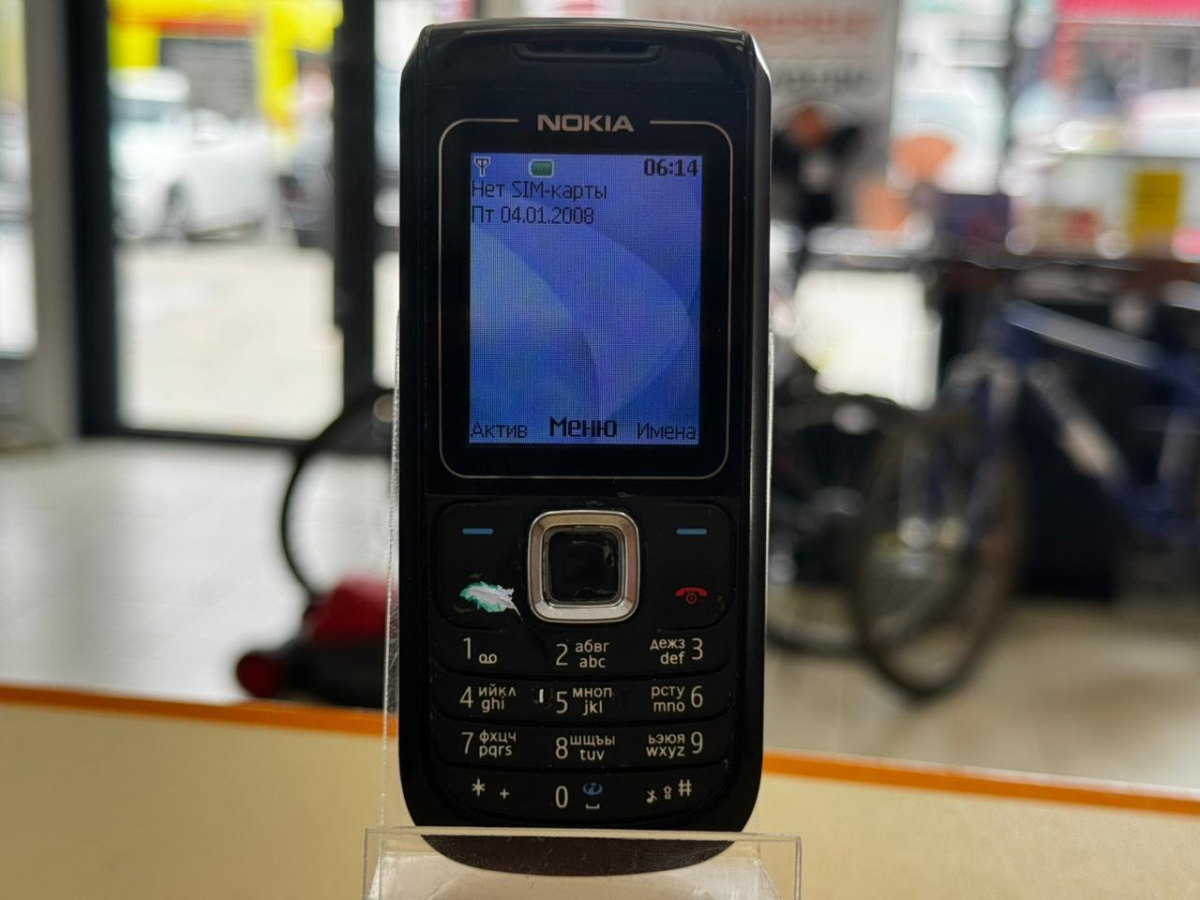 NOKIA
06:14
Нет SIM-карты
Пт 04.01.2008
Актив Меню Имена
1 2 абвг abc дежз def 3
4 ийкл ghi 5 мноп jkl рсту mno 6
7 фхцч pqrs 8 шщъы tuv ьэюя wxyz 9
* + 0 #